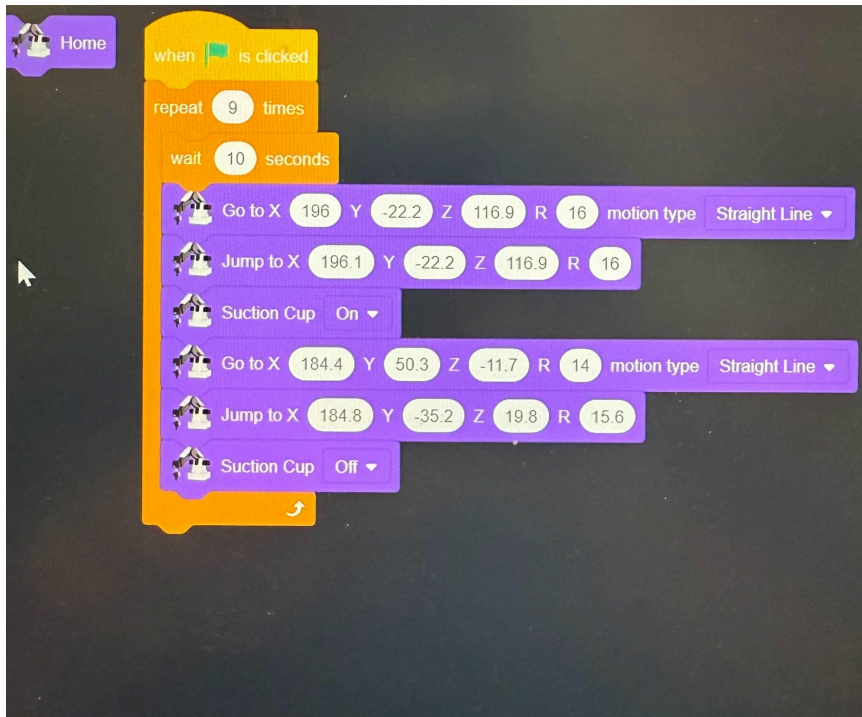 Home
when is clicked
repeat 9 times
wait 10 seconds
Go to X 196 Y -22.2 Z 116.9 R 16 motion type Straight Line
Jump to X 196.1 Y -22.2 Z 116.9 R 16
Suction Cup On
Go to X 184.4 Y 50.3 Z -11.7 R 14 motion type Straight Line
Jump to X 184.8 Y -35.2 Z 19.8 R 15.6
Suction Cup Off